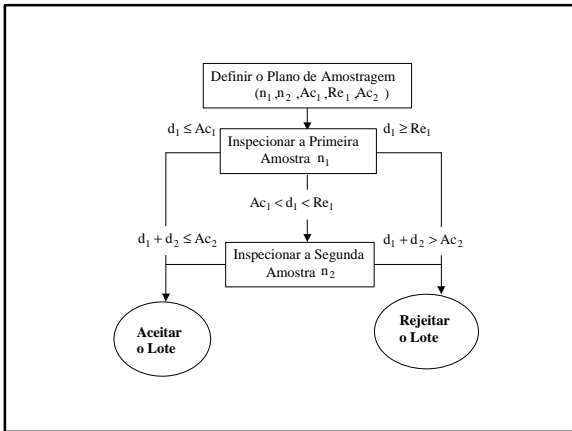 Definir o Plano de Amostragem
(n₁,n₂,Ac₁,Re₁,Ac₂)
d₁ ≤ Ac₁
d₁ ≥ Re₁
Inspecionar a Primeira
Amostra n₁
Ac₁ < d₁ < Re₁
d₁ + d₂ ≤ Ac₂
d₁ + d₂ > Ac₂
Inspecionar a Segunda
Amostra n₂
Aceitar
o Lote
Rejeitar
o Lote